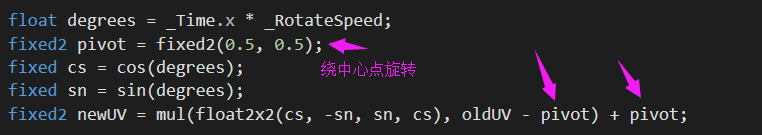 float degrees = _Time.x * _RotateSpeed;
fixed2 pivot = fixed2(0.5, 0.5);
绕中心点旋转
fixed cs = cos(degrees);
fixed sn = sin(degrees);
fixed2 newUV = mul(float2x2(cs, -sn, sn, cs), oldUV - pivot) + pivot;